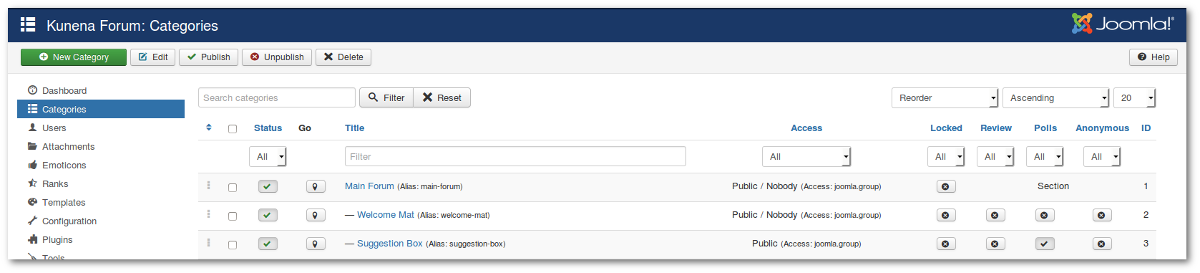 Kunena Forum: Categories
Joomla!®
New Category Edit Publish Unpublish Delete Help
Dashboard
Categories
Users
Attachments
Emoticons
Ranks
Templates
Configuration
Plugins
Tools
Search categories Filter Reset Reorder Ascending 20
Status Go Title Access Locked Review Polls Anonymous ID
All Filter All All All All All
Main Forum (Alias: main-forum) Public / Nobody (Access: joomla.group) Section 1
— Welcome Mat (Alias: welcome-mat) Public / Nobody (Access: joomla.group) 2
— Suggestion Box (Alias: suggestion-box) Public (Access: joomla.group) 3